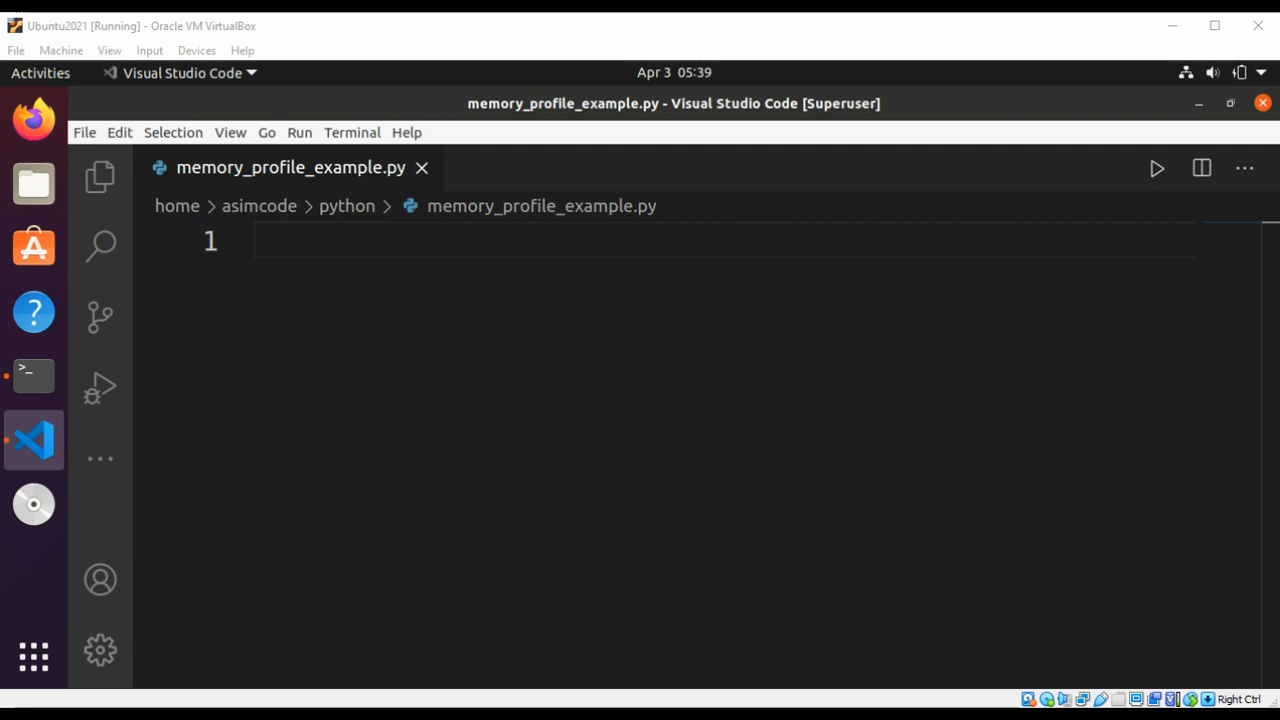 Ubuntu2021 [Running] - Oracle VM VirtualBox
File Machine View Input Devices Help
Activities Visual Studio Code Apr 3 05:39
memory_profile_example.py - Visual Studio Code [Superuser]
File Edit Selection View Go Run Terminal Help
memory_profile_example.py
home > asimcode > python > memory_profile_example.py
1
Right Ctrl